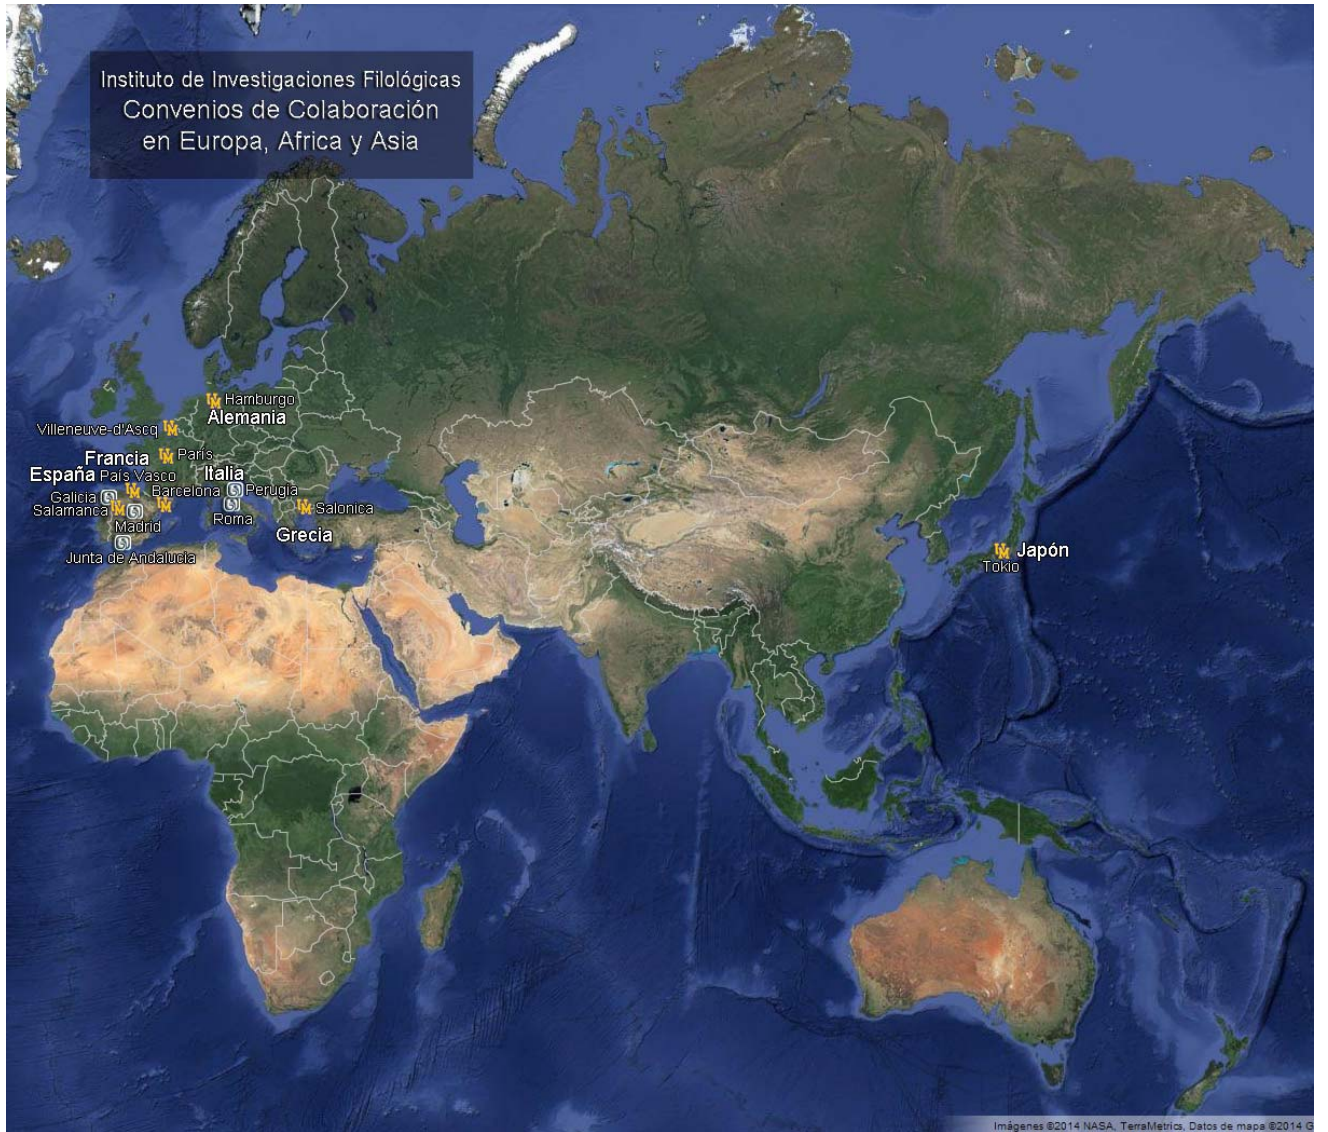 Instituto de Investigaciones Filológicas
Convenios de Colaboración
en Europa, Africa y Asia
Hamburgo
Alemania
Villeneuve-d'Ascq
París
Francia
España
País Vasco
Italia
Barcelona
Perugia
Galicia
Salamanca
Roma
Salonica
Madrid
Grecia
Junta de Andalucía
Japón
Tokio
Imágenes ©2014 NASA, TerraMetrics, Datos de mapa ©2014 G